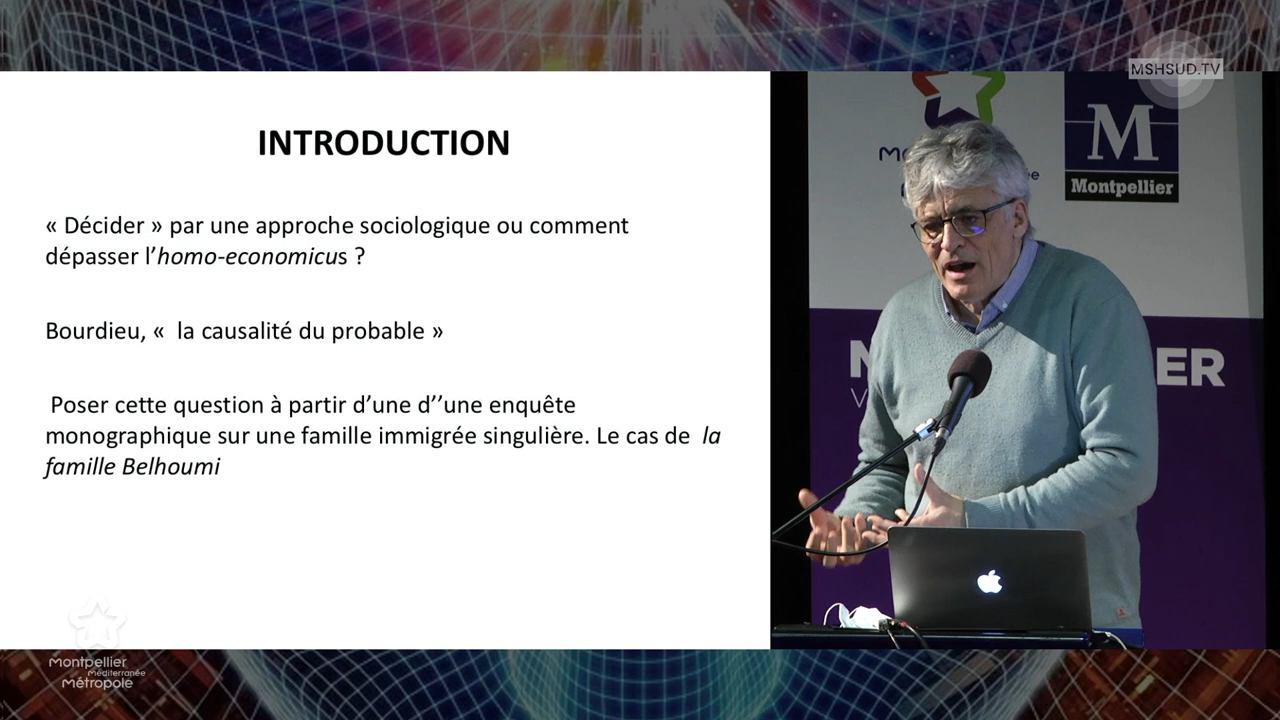 MSHSUD.TV
INTRODUCTION
« Décider » par une approche sociologique ou comment
dépasser l’homo-economicus ?
Bourdieu, «  la causalité du probable »
Poser cette question à partir d’une d’’une enquête
monographique sur une famille immigrée singulière. Le cas de  la
famille Belhoumi
M
Montpellier
ER
Montpellier
méditerranée
Métropole